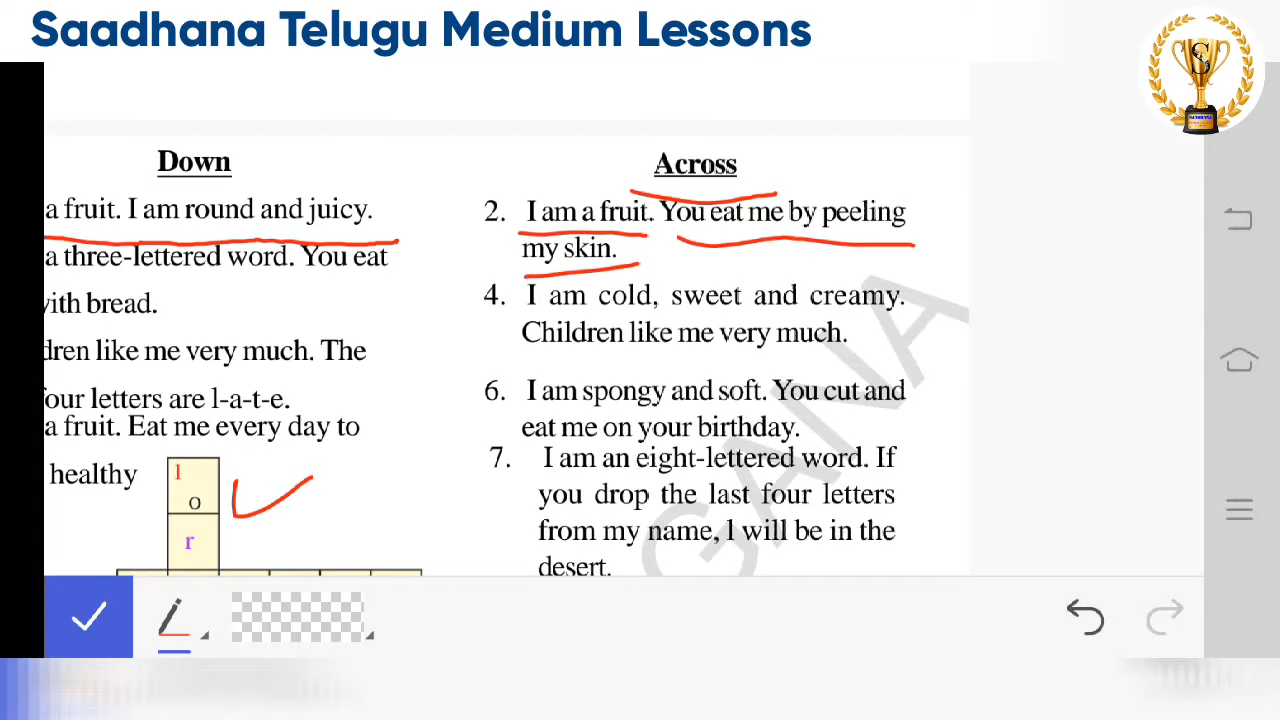 Saadhana Telugu Medium Lessons
S
Down
a fruit. I am round and juicy.
a three-lettered word. You eat
with bread.
dren like me very much. The
four letters are l-a-t-e.
a fruit. Eat me every day to
healthy
1
o
r
Across
2. I am a fruit. You eat me by peeling
my skin.
4. I am cold, sweet and creamy.
Children like me very much.
6. I am spongy and soft. You cut and
eat me on your birthday.
7. I am an eight-lettered word. If
you drop the last four letters
from my name, I will be in the
desert.
GANA